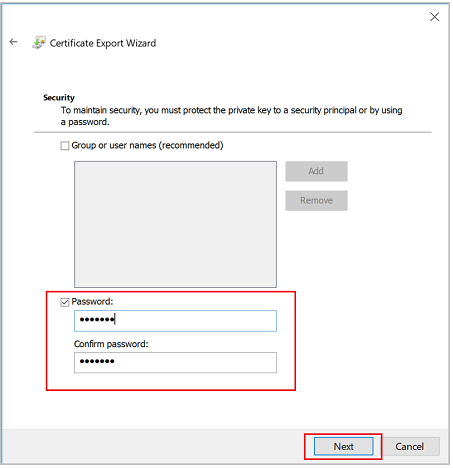 Certificate Export Wizard
Security
To maintain security, you must protect the private key to a security principal or by using
a password.
Group or user names (recommended)
Add
Remove
Password:
•••••••
Confirm password:
•••••••
Next
Cancel